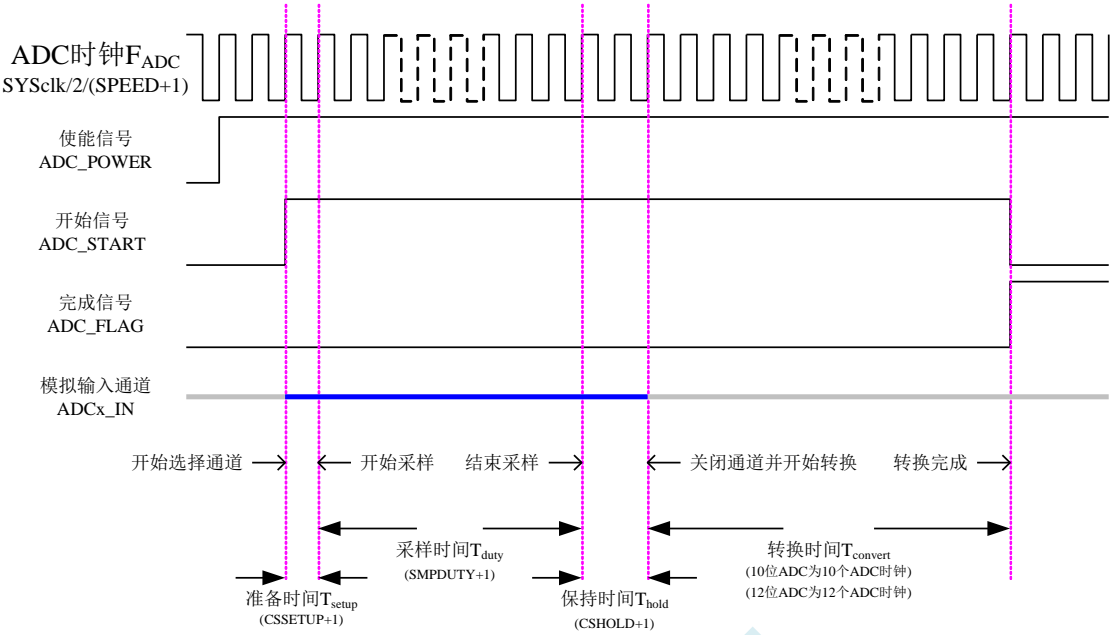 ADC时钟FADC
SYSclk/2/(SPEED+1)
使能信号
ADC_POWER
开始信号
ADC_START
完成信号
ADC_FLAG
模拟输入通道
ADCx_IN
开始选择通道 开始采样 结束采样 关闭通道并开始转换 转换完成
采样时间Tduty
(SMPDUTY+1)
转换时间Tconvert
(10位ADC为10个ADC时钟)
(12位ADC为12个ADC时钟)
准备时间Tsetup
(CSSETUP+1)
保持时间Thold
(CSHOLD+1)